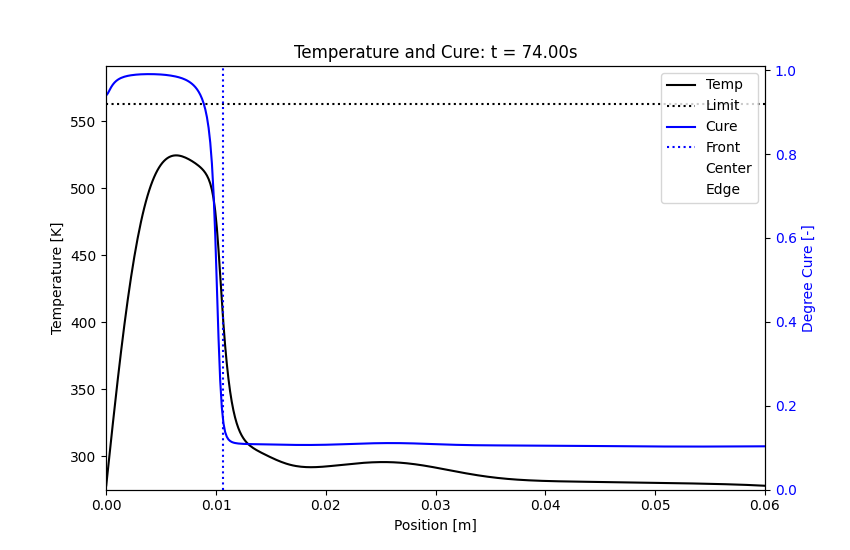 Temperature and Cure: t = 74.00s
Temp
Limit
Cure
Front
Center
Edge
550
500
450
400
350
300
Temperature [K]
1.0
0.8
0.6
0.4
0.2
0.0
Degree Cure [-]
0.00 0.01 0.02 0.03 0.04 0.05 0.06
Position [m]